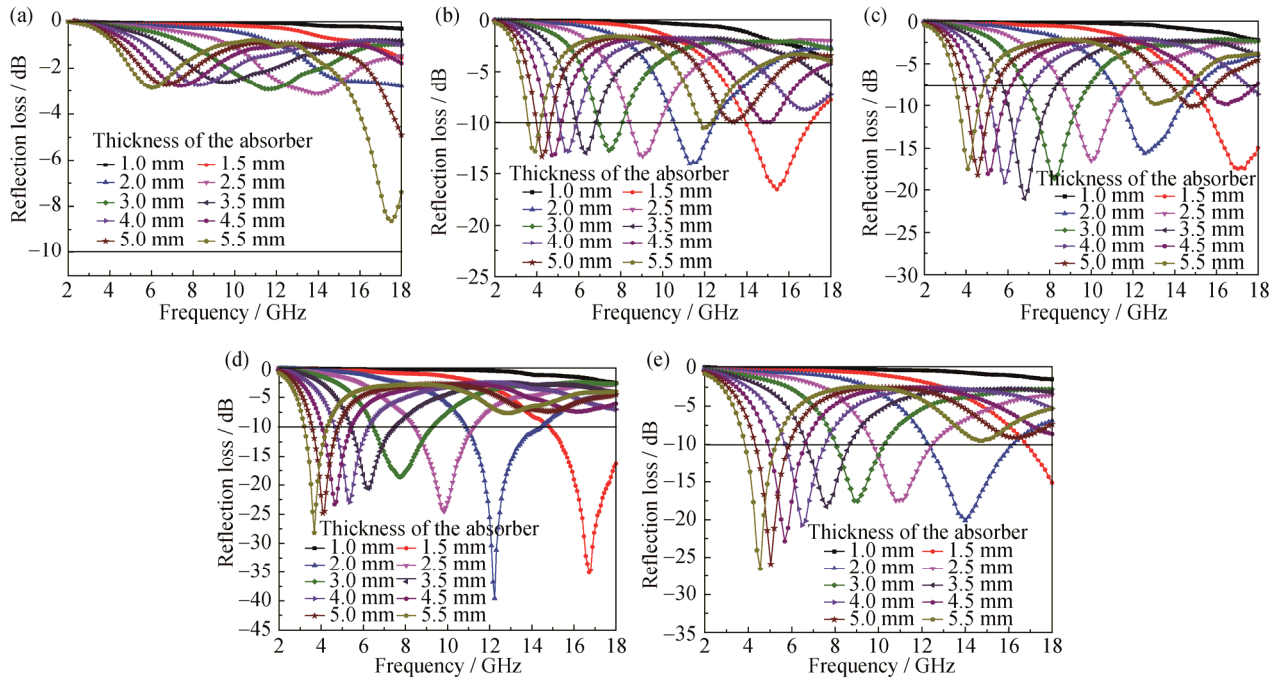 (a)
0
−2
−4
−6
−8
−10
Reflection loss / dB
Thickness of the absorber
1.0 mm 1.5 mm
2.0 mm 2.5 mm
3.0 mm 3.5 mm
4.0 mm 4.5 mm
5.0 mm 5.5 mm
2 4 6 8 10 12 14 16 18
Frequency / GHz
(b)
0
−5
−10
−15
−20
−25
Reflection loss / dB
Thickness of the absorber
1.0 mm 1.5 mm
2.0 mm 2.5 mm
3.0 mm 3.5 mm
4.0 mm 4.5 mm
5.0 mm 5.5 mm
2 4 6 8 10 12 14 16 18
Frequency / GHz
(c)
0
−5
−10
−15
−20
−25
−30
Reflection loss / dB
Thickness of the absorber
1.0 mm 1.5 mm
2.0 mm 2.5 mm
3.0 mm 3.5 mm
4.0 mm 4.5 mm
5.0 mm 5.5 mm
2 4 6 8 10 12 14 16 18
Frequency / GHz
(d)
0
−5
−10
−15
−20
−25
−30
−35
−40
−45
Reflection loss / dB
Thickness of the absorber
1.0 mm 1.5 mm
2.0 mm 2.5 mm
3.0 mm 3.5 mm
4.0 mm 4.5 mm
5.0 mm 5.5 mm
2 4 6 8 10 12 14 16 18
Frequency / GHz
(e)
0
−5
−10
−15
−20
−25
−30
−35
Reflection loss / dB
Thickness of the absorber
1.0 mm 1.5 mm
2.0 mm 2.5 mm
3.0 mm 3.5 mm
4.0 mm 4.5 mm
5.0 mm 5.5 mm
2 4 6 8 10 12 14 16 18
Frequency / GHz